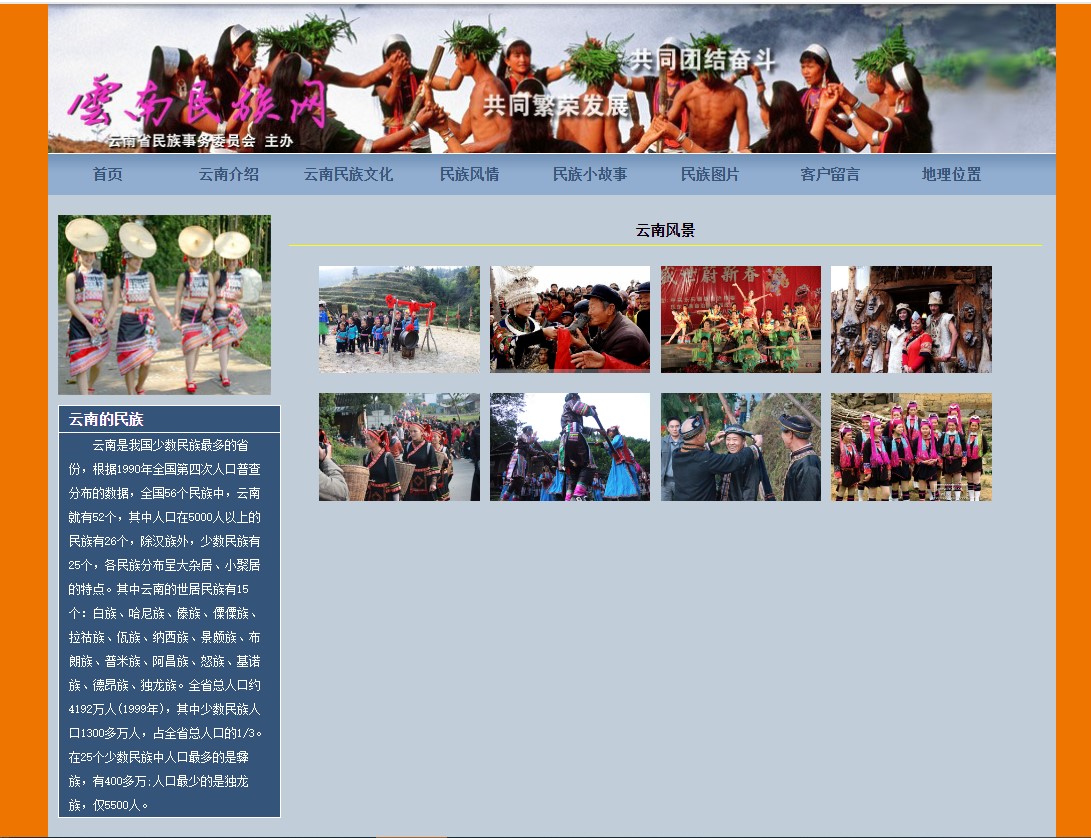 共同团结奋斗
共同繁荣发展
雲南民族网
云南省民族事务委员会 主办
首页 云南介绍 云南民族文化 民族风情 民族小故事 民族图片 客户留言 地理位置
云南风景
尉新春
云南的民族
云南是我国少数民族最多的省
份，根据1990年全国第四次人口普查
分布的数据，全国56个民族中，云南
就有52个，其中人口在5000人以上的
民族有26个，除汉族外，少数民族有
25个，各民族分布呈大杂居、小聚居
的特点。其中云南的世居民族有15
个：白族、哈尼族、傣族、傈僳族、
拉祜族、佤族、纳西族、景颇族、布
朗族、普米族、阿昌族、怒族、基诺
族、德昂族、独龙族。全省总人口约
4192万人(1999年)，其中少数民族人
口1300多万人，占全省总人口的1/3。
在25个少数民族中人口最多的是彝
族，有400多万;人口最少的是独龙
族，仅5500人。